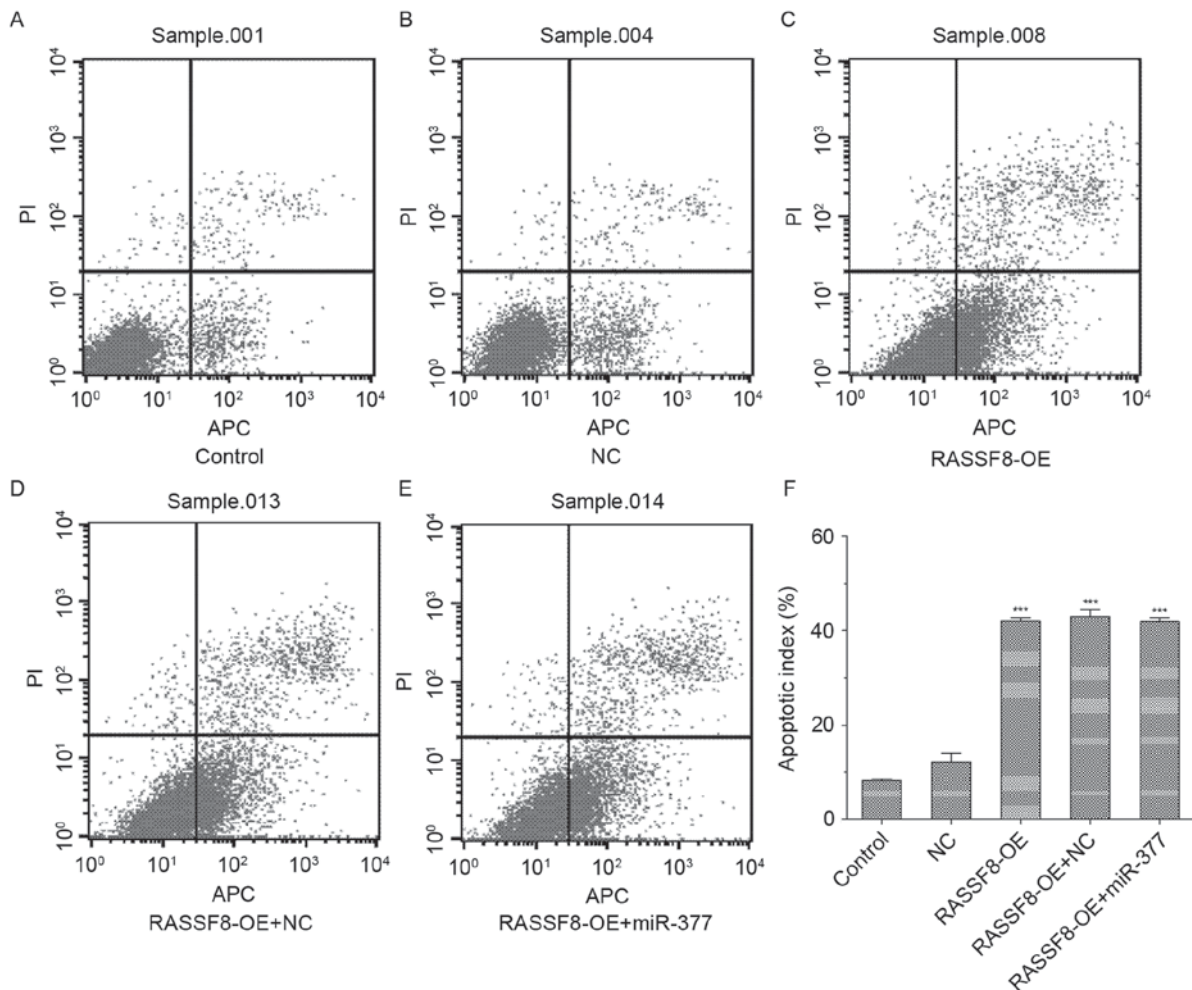 A
Sample.001
10⁴
10³
10²
10¹
10⁰
PI
10⁰ 10¹ 10² 10³ 10⁴
APC
Control
B
Sample.004
10⁴
10³
10²
10¹
10⁰
PI
10⁰ 10¹ 10² 10³ 10⁴
APC
NC
C
Sample.008
10⁴
10³
10²
10¹
10⁰
PI
10⁰ 10¹ 10² 10³ 10⁴
APC
RASSF8-OE
D
Sample.013
10⁴
10³
10²
10¹
10⁰
PI
10⁰ 10¹ 10² 10³ 10⁴
APC
RASSF8-OE+NC
E
Sample.014
10⁴
10³
10²
10¹
10⁰
PI
10⁰ 10¹ 10² 10³ 10⁴
APC
RASSF8-OE+miR-377
F
60
40
20
0
Apoptotic index (%)
*** *** ***
Control
NC
RASSF8-OE
RASSF8-OE+NC
RASSF8-OE+miR-377